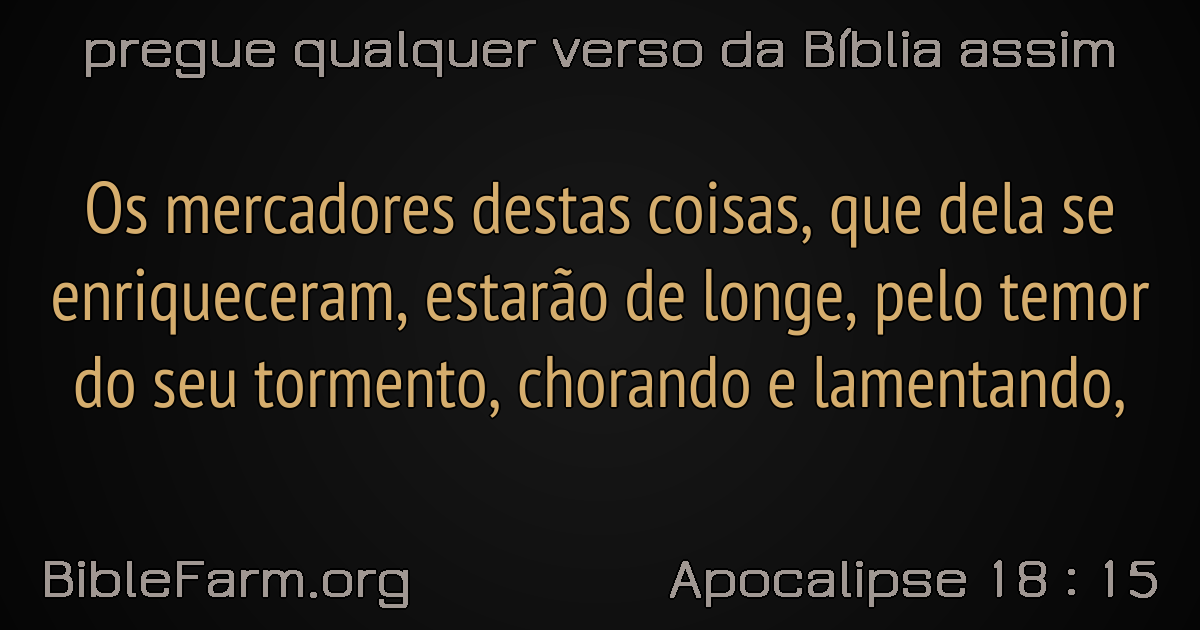 pregue qualquer verso da Bíblia assim
Os mercadores destas coisas, que dela se
enriqueceram, estarão de longe, pelo temor
do seu tormento, chorando e lamentando,
BibleFarm.org
Apocalipse 18 : 15